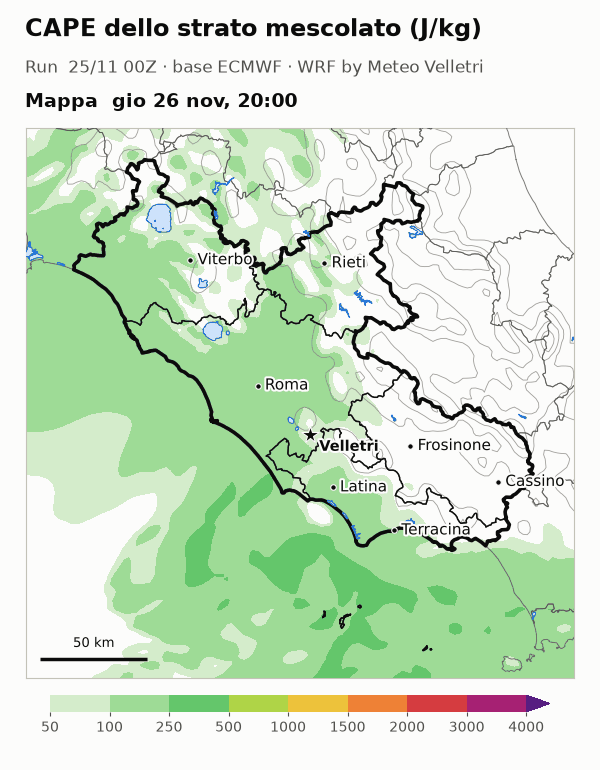 CAPE dello strato mescolato (J/kg)
Run  25/11 00Z · base ECMWF · WRF by Meteo Velletri
Mappa  gio 26 nov, 20:00
Viterbo
Rieti
Roma
Velletri
Frosinone
Latina
Cassino
Terracina
50 km
50 100 250 500 1000 1500 2000 3000 4000